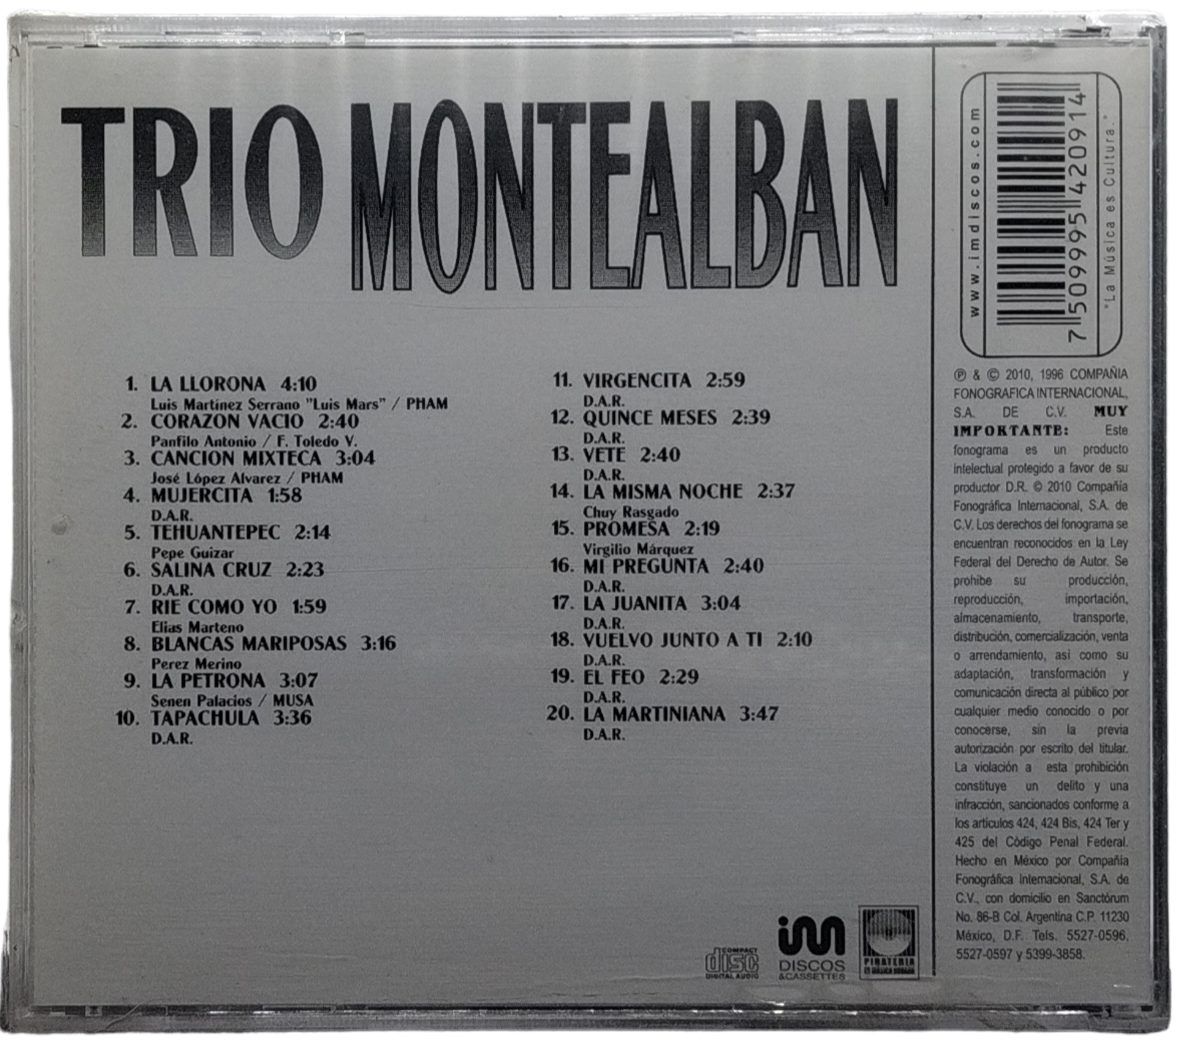 TRIO MONTEALBAN
1. LA LLORONA 4:10
Luis Martínez Serrano "Luis Mars" / PHAM
2. CORAZON VACIO 2:40
Panfilo Antonio / F. Toledo V.
3. CANCION MIXTECA 3:04
José López Alvarez / PHAM
4. MUJERCITA 1:58
D.A.R.
5. TEHUANTEPEC 2:14
Pepe Guizar
6. SALINA CRUZ 2:23
D.A.R.
7. RIE COMO YO 1:59
Elias Marteno
8. BLANCAS MARIPOSAS 3:16
Perez Merino
9. LA PETRONA 3:07
Senen Palacios / MUSA
10. TAPACHULA 3:36
D.A.R.
11. VIRGENCITA 2:59
D.A.R.
12. QUINCE MESES 2:39
D.A.R.
13. VETE 2:40
D.A.R.
14. LA MISMA NOCHE 2:37
Chuy Rasgado
15. PROMESA 2:19
Virgilio Márquez
16. MI PREGUNTA 2:40
D.A.R.
17. LA JUANITA 3:04
D.A.R.
18. VUELVO JUNTO A TI 2:10
D.A.R.
19. EL FEO 2:29
D.A.R.
20. LA MARTINIANA 3:47
D.A.R.
www.imdiscos.com
7 509995 420914
"La Música es Cultura."
℗ & © 2010, 1996 COMPAÑIA
FONOGRAFICA INTERNACIONAL,
S.A. DE C.V. MUY
IMPORTANTE: Este
fonograma es un producto
intelectual protegido a favor de su
productor D.R. © 2010 Compañía
Fonográfica Internacional, S.A. de
C.V. Los derechos del fonograma se
encuentran reconocidos en la Ley
Federal del Derecho de Autor. Se
prohibe su producción,
reproducción, importación,
almacenamiento, transporte,
distribución, comercialización, venta
o arrendamiento, así como su
adaptación, transformación y
comunicación directa al público por
cualquier medio conocido o por
conocerse, sin la previa
autorización por escrito del titular.
La violación a esta prohibición
constituye un delito y una
infracción, sancionados conforme a
los artículos 424, 424 Bis, 424 Ter y
425 del Código Penal Federal.
Hecho en México por Compañía
Fonográfica Internacional, S.A. de
C.V., con domicilio en Sanctórum
No. 86-B Col. Argentina C.P. 11230
México, D.F. Tels. 5527-0596,
5527-0597 y 5399-3858.
COMPACT
disc
DIGITAL AUDIO
im
DISCOS
&CASSETTES
PIRATERIA